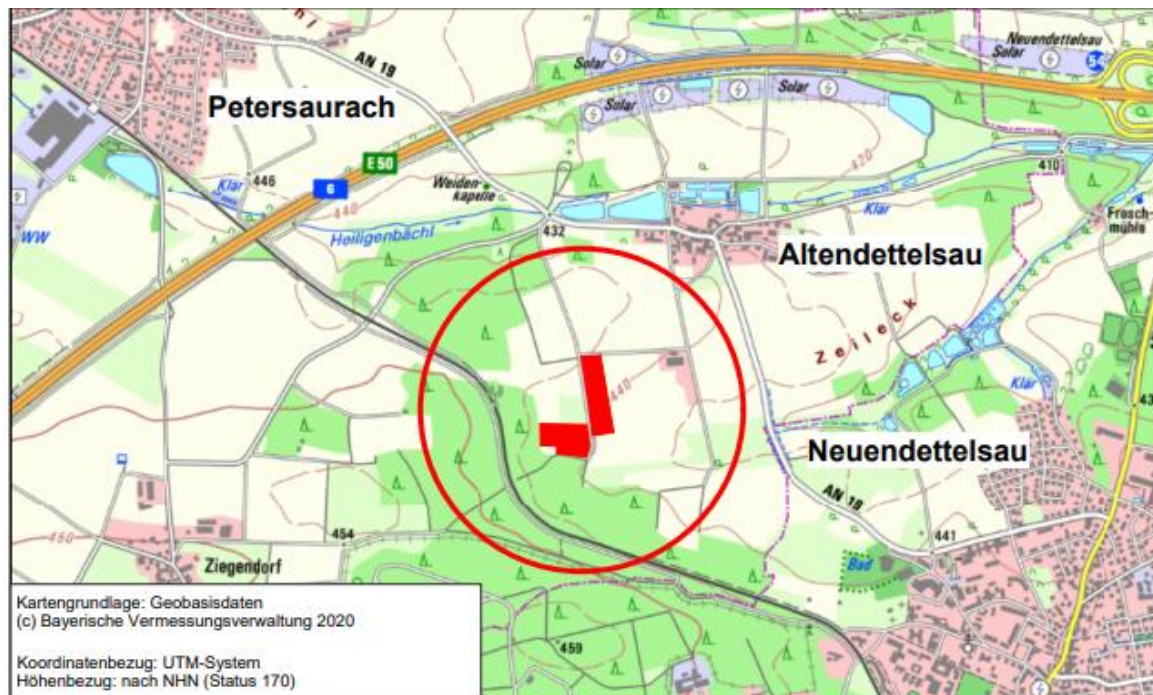 AN 19
Petersaurach
Solar
Solar
Solar
Neuendettelsau
Solar
54
E 50
6
446
Klär
WW
440
Weiden-
kapelle
432
Heiligenbächl
420
410
Klär
Frosch-
mühle
Altendettelsau
Zeileck
440
Klär
Neuendettelsau
AN 19
441
Bad
450
454
Ziegendorf
459
Kartengrundlage: Geobasisdaten
(c) Bayerische Vermessungsverwaltung 2020
Koordinatenbezug: UTM-System
Höhenbezug: nach NHN (Status 170)